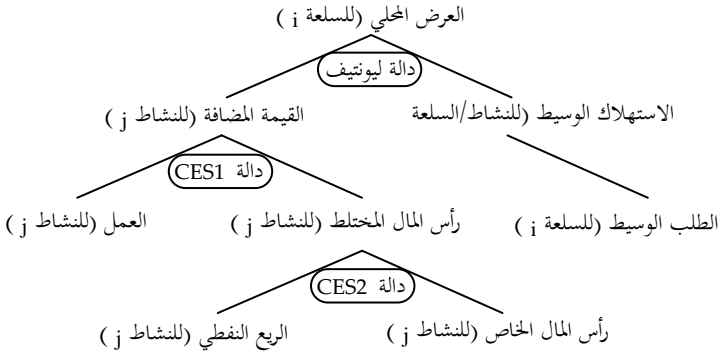 العرض المحلي (للسلعة i )
دالة ليونتيف
الاستهلاك الوسيط (للنشاط/السلعة
القيمة المضافة (للنشاط j )
دالة CES1
الطلب الوسيط (للسلعة i )
رأس المال المختلط (للنشاط j )
العمل (للنشاط j )
دالة CES2
رأس المال الخاص (للنشاط j )
الريع النفطي (للنشاط j )